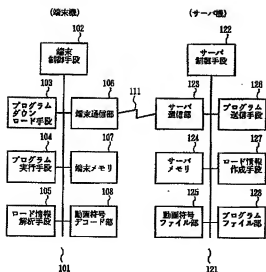 (端末機)
(サーバ機)
102
122
端末
制御手段
サーバ
制御手段
103
106
123
126
プログラム
ダウン
ロード手段
端末通信部
111
サーバ
通信部
プログラム
送信手段
104
107
124
127
プログラム
実行手段
端末メモリ
サーバ
メモリ
ロード情報
作成手段
105
108
125
128
ロード情報
解析手段
動画符号
デコード部
動画符号
ファイル部
プログラム
ファイル部
101
121